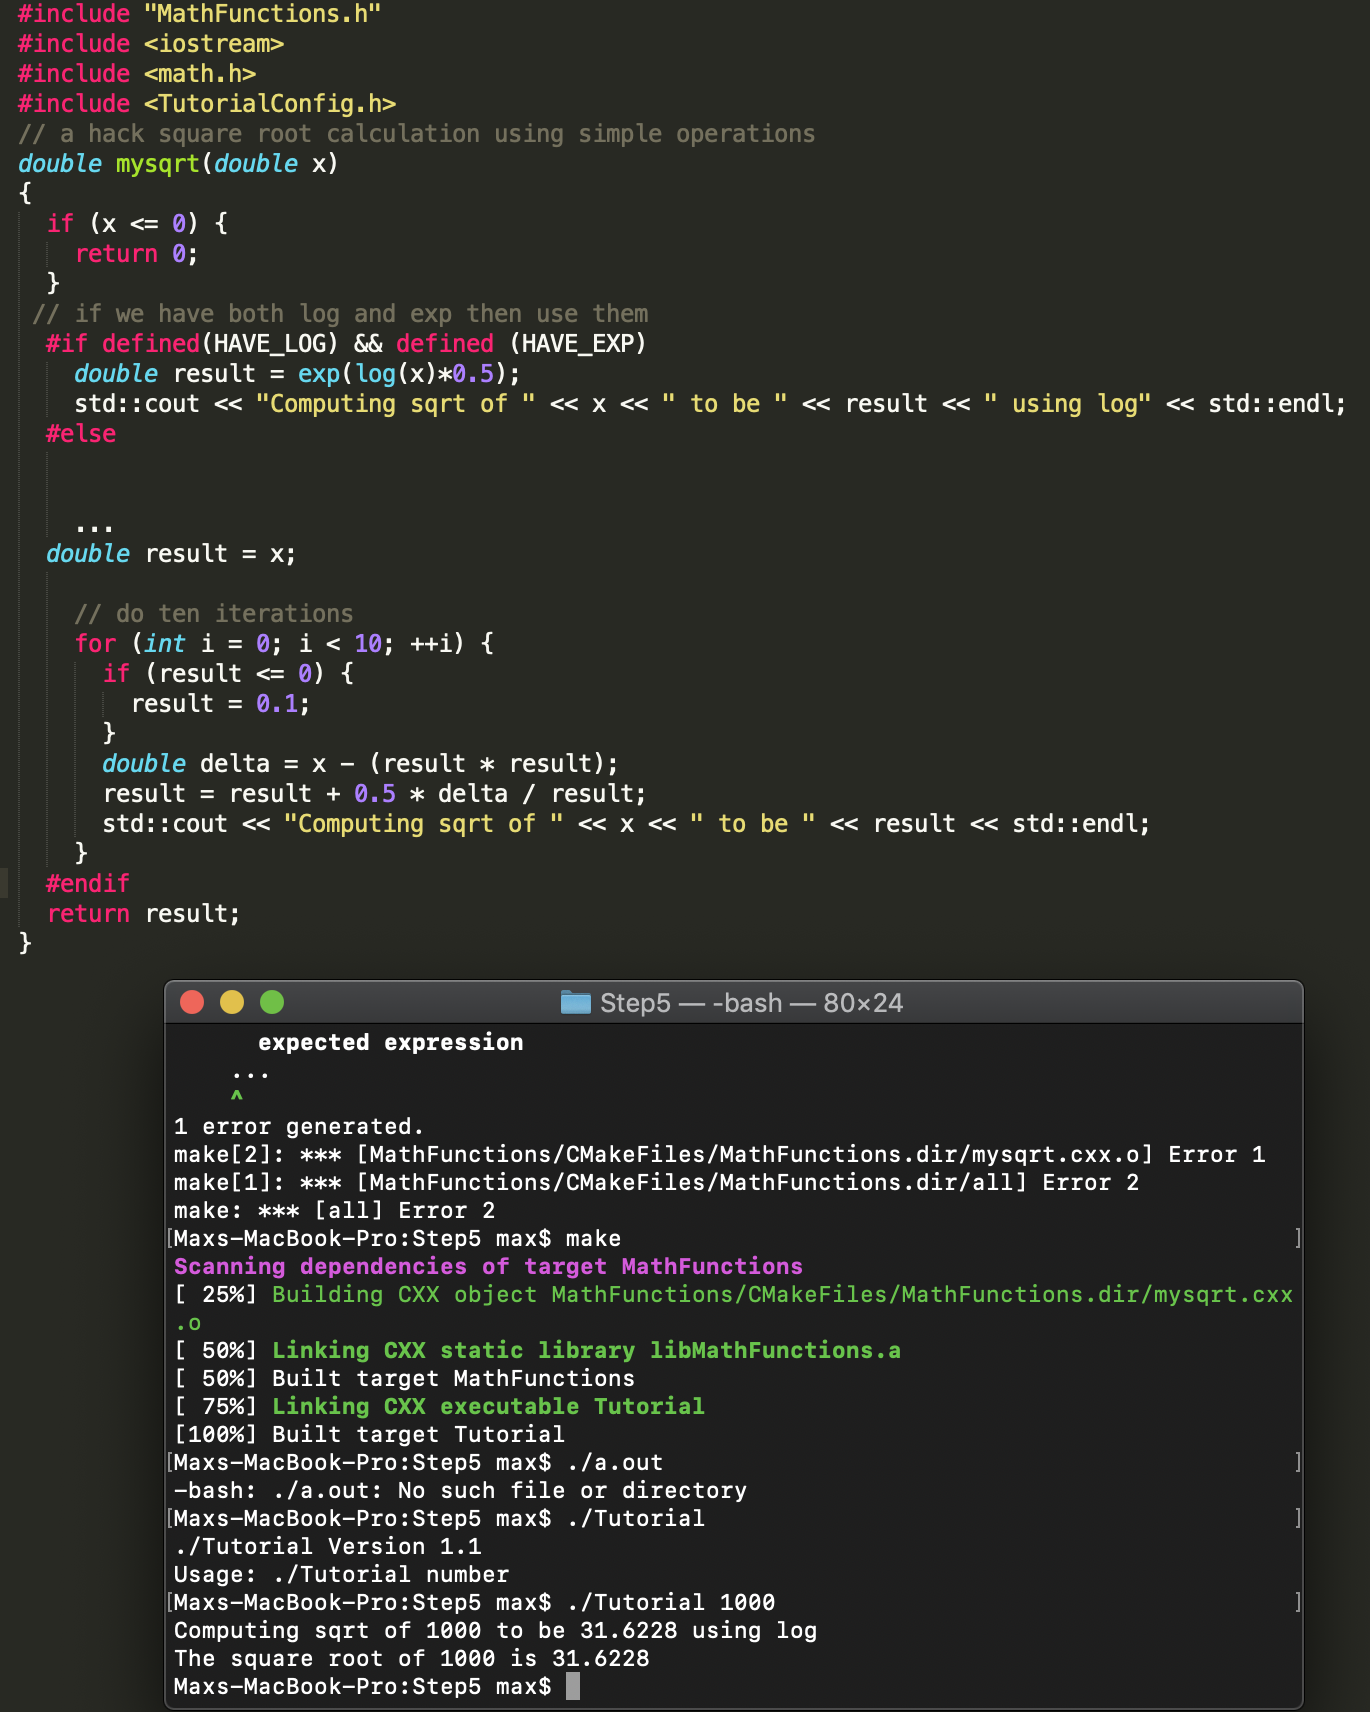 #include "MathFunctions.h"
#include <iostream>
#include <math.h>
#include <TutorialConfig.h>
// a hack square root calculation using simple operations
double mysqrt(double x)
{
  if (x <= 0) {
    return 0;
  }
 // if we have both log and exp then use them
  #if defined(HAVE_LOG) && defined (HAVE_EXP)
    double result = exp(log(x)*0.5);
    std::cout << "Computing sqrt of " << x << " to be " << result << " using log" << std::endl;
  #else
    ...
  double result = x;
    // do ten iterations
    for (int i = 0; i < 10; ++i) {
      if (result <= 0) {
        result = 0.1;
      }
      double delta = x - (result * result);
      result = result + 0.5 * delta / result;
      std::cout << "Computing sqrt of " << x << " to be " << result << std::endl;
    }
  #endif
  return result;
}
Step5 — -bash — 80×24
      expected expression
    ...
    ^
1 error generated.
make[2]: *** [MathFunctions/CMakeFiles/MathFunctions.dir/mysqrt.cxx.o] Error 1
make[1]: *** [MathFunctions/CMakeFiles/MathFunctions.dir/all] Error 2
make: *** [all] Error 2
[Maxs-MacBook-Pro:Step5 max$ make ]
Scanning dependencies of target MathFunctions
[ 25%] Building CXX object MathFunctions/CMakeFiles/MathFunctions.dir/mysqrt.cxx
.o
[ 50%] Linking CXX static library libMathFunctions.a
[ 50%] Built target MathFunctions
[ 75%] Linking CXX executable Tutorial
[100%] Built target Tutorial
[Maxs-MacBook-Pro:Step5 max$ ./a.out ]
-bash: ./a.out: No such file or directory
[Maxs-MacBook-Pro:Step5 max$ ./Tutorial ]
./Tutorial Version 1.1
Usage: ./Tutorial number
[Maxs-MacBook-Pro:Step5 max$ ./Tutorial 1000 ]
Computing sqrt of 1000 to be 31.6228 using log
The square root of 1000 is 31.6228
Maxs-MacBook-Pro:Step5 max$